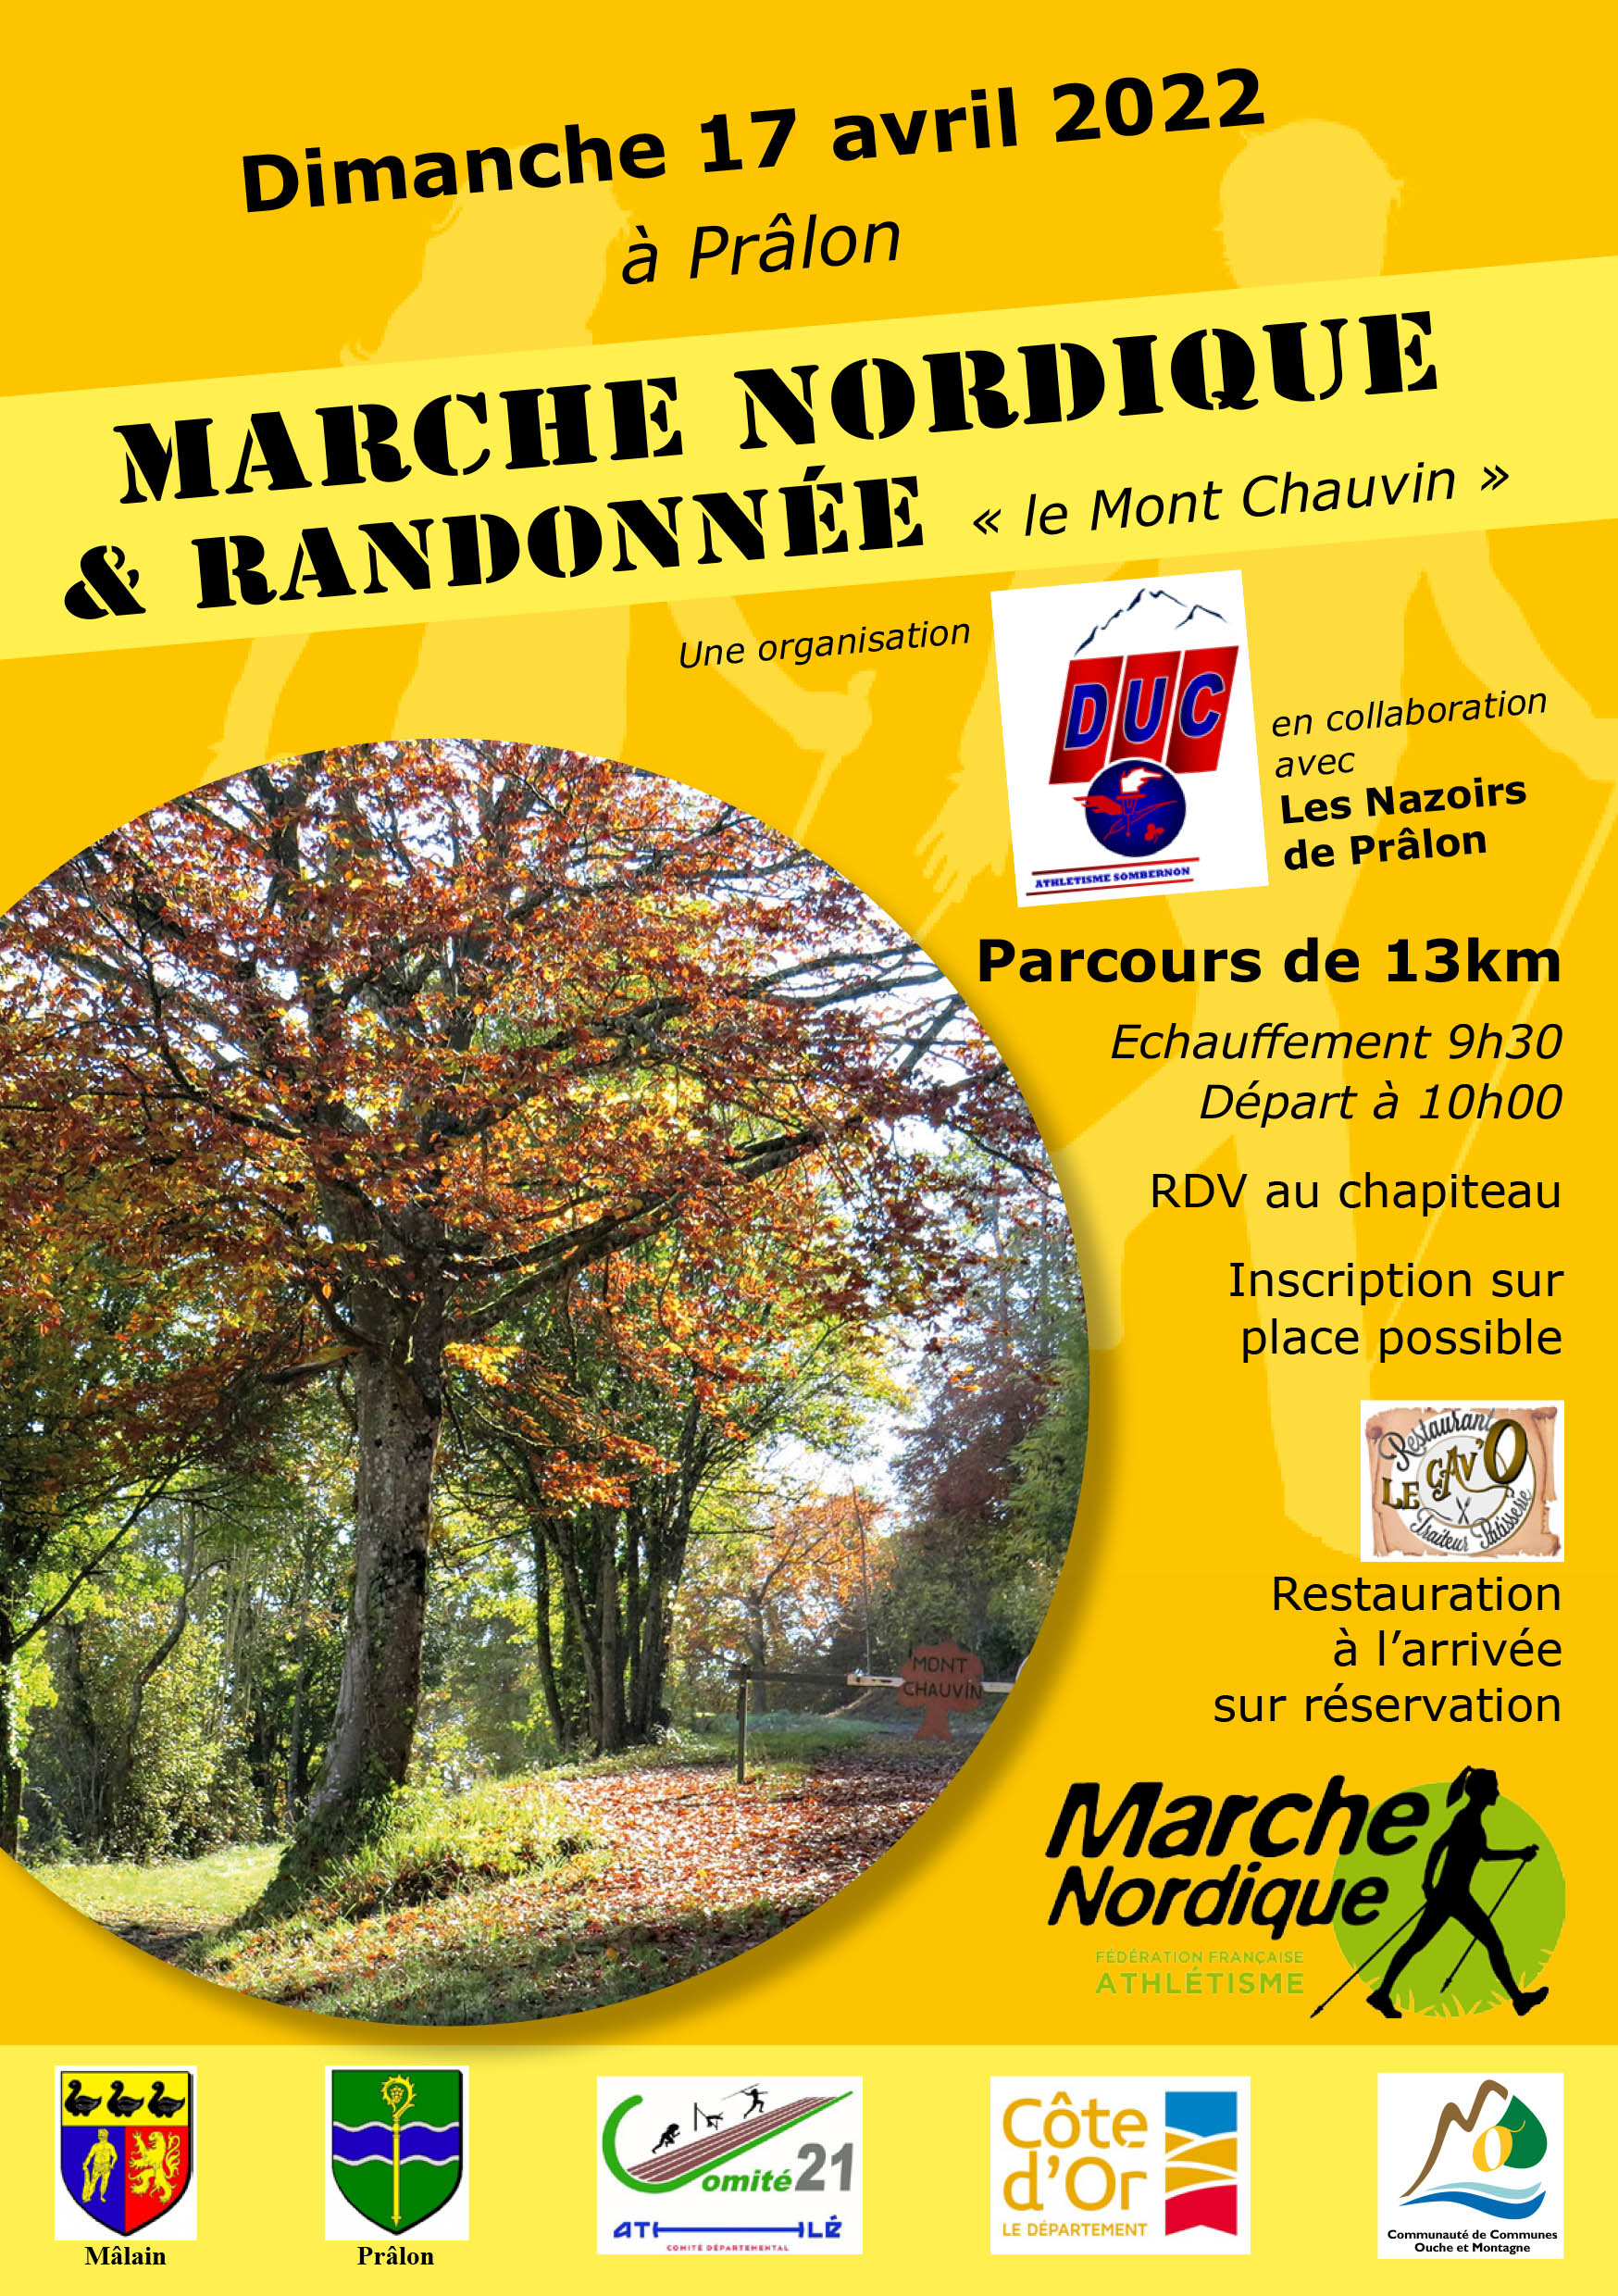 Dimanche 17 avril 2022
à Prâlon
MARCHE NORDIQUE
& RANDONNÉE « le Mont Chauvin »
Une organisation
DUC
ATHLETISME SOMBERNON
en collaboration
avec
Les Nazoirs
de Prâlon
Parcours de 13km
Echauffement 9h30
Départ à 10h00
RDV au chapiteau
Inscription sur
place possible
Restaurant
LE CAV'O
Traiteur Patisserie
Restauration
à l’arrivée
sur réservation
MONT
CHAUVIN
Marche
Nordique
FÉDÉRATION FRANÇAISE
ATHLÉTISME
Mâlain
Prâlon
Comité 21
ATHLÉ
COMITÉ DÉPARTEMENTAL
Côte
d’Or
LE DÉPARTEMENT
Communauté de Communes
Ouche et Montagne